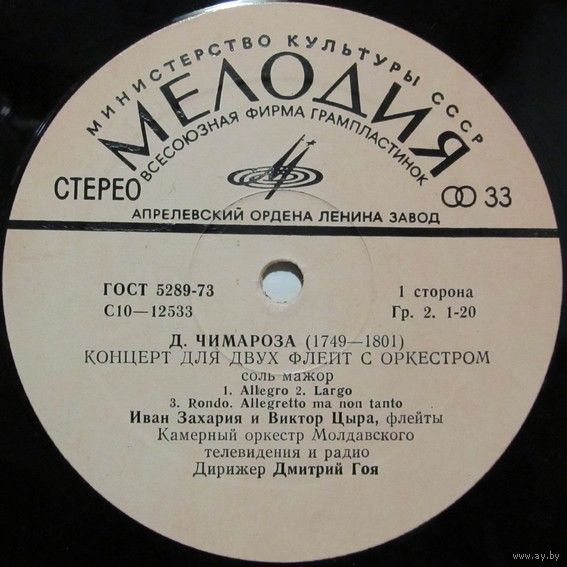 МИНИСТЕРСТВО КУЛЬТУРЫ СССР
МЕЛОДИЯ
ВСЕСОЮЗНАЯ ФИРМА ГРАМПЛАСТИНОК
СТЕРЕО
33
АПРЕЛЕВСКИЙ ОРДЕНА ЛЕНИНА ЗАВОД
ГОСТ 5289-73
1 сторона
С10—12533
Гр. 2. 1-20
Д. ЧИМАРОЗА (1749—1801)
КОНЦЕРТ ДЛЯ ДВУХ ФЛЕЙТ С ОРКЕСТРОМ
соль мажор
1. Allegro 2. Largo
3. Rondo. Allegretto ma non tanto
Иван Захария и Виктор Цыра, флейты
Камерный оркестр Молдавского
телевидения и радио
Дирижер Дмитрий Гоя
www.ay.by